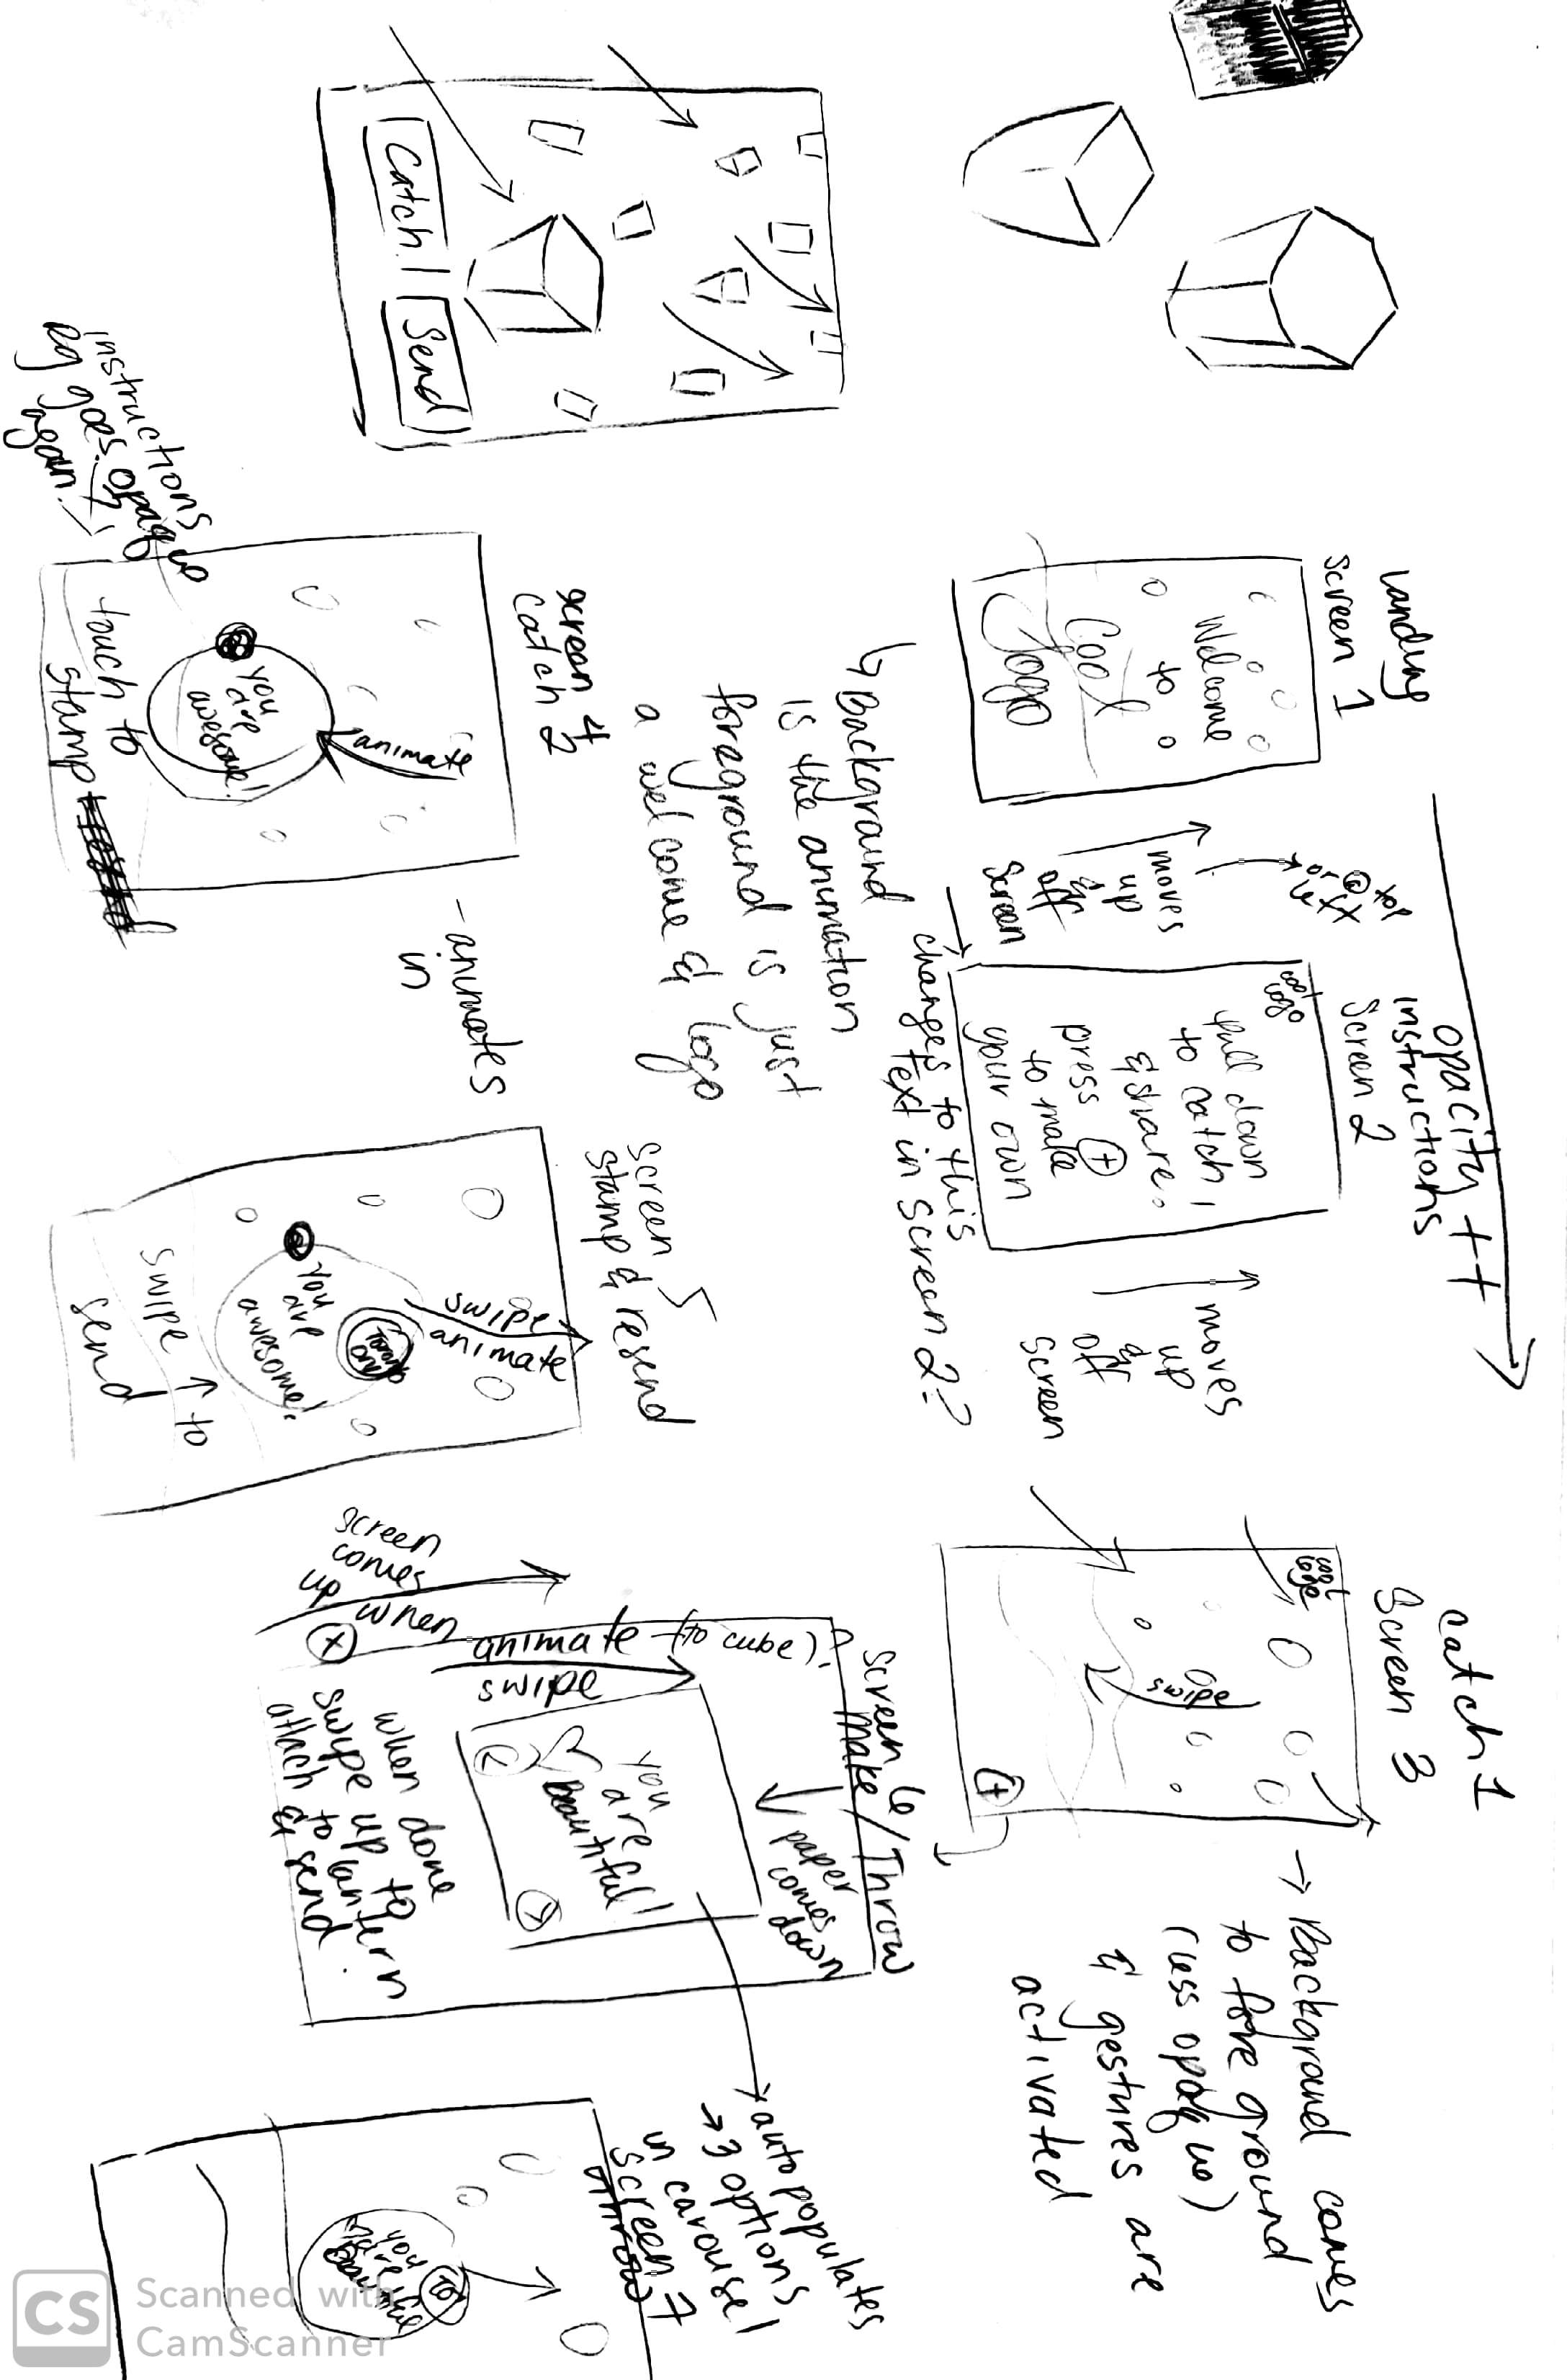 opacity ++
Landing
screen 1
or @ top
left
instructions
Screen 2
Catch 1
Screen 3
Welcome
to
Cool
Logo
moves
up
&
off
screen
cool
logo
Pull down
to catch,
& share.
press +
to make
your own
moves
up
&
off
screen
cool
logo
swipe
+
→ Background comes
to fore ground
(less opaque)
& gestures are
activated
changes to this
text in screen 2?
Background
is the animation
foreground is just
a welcome & logo
Catch!
Send
Screen 4
Catch 2
animate
you
are
awesome!
touch to
stamp
instructions
Bg goes opaque
again?
- animates
in
Screen 5
stamp & resend
swipe
animate
You
are
awesome!
swipe ↑ to
send
Screen 6
Make/Throw
paper
comes
down
animate (to cube)?
swipe
screen
comes
up when
+
you
are
Beautiful!
when done
swipe up to
attach to lantern
& send.
→ auto populates
→ 3 options
in carousel
Screen 7
Throw
TO
you
are
Beautiful
Scanned with
CamScanner
CS